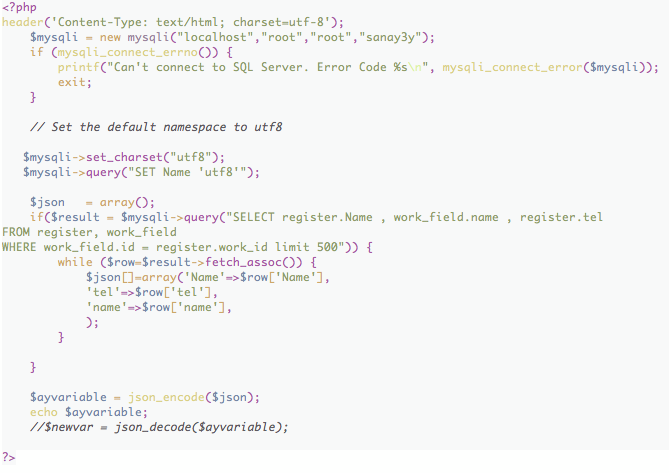 <?php
header('Content-Type: text/html; charset=utf-8');
    $mysqli = new mysqli("localhost","root","root","sanay3y");
    if (mysqli_connect_errno()) {
        printf("Can't connect to SQL Server. Error Code %s\n", mysqli_connect_error($mysqli));
        exit;
    }
    // Set the default namespace to utf8
   $mysqli->set_charset("utf8");
   $mysqli->query("SET Name 'utf8'");
    $json   = array();
    if($result = $mysqli->query("SELECT register.Name , work_field.name , register.tel
FROM register, work_field
WHERE work_field.id = register.work_id limit 500")) {
        while ($row=$result->fetch_assoc()) {
            $json[]=array('Name'=>$row['Name'],
            'tel'=>$row['tel'],
            'name'=>$row['name'],
            );
        }
    }
    $ayvariable = json_encode($json);
    echo $ayvariable;
    //$newvar = json_decode($ayvariable);
?>